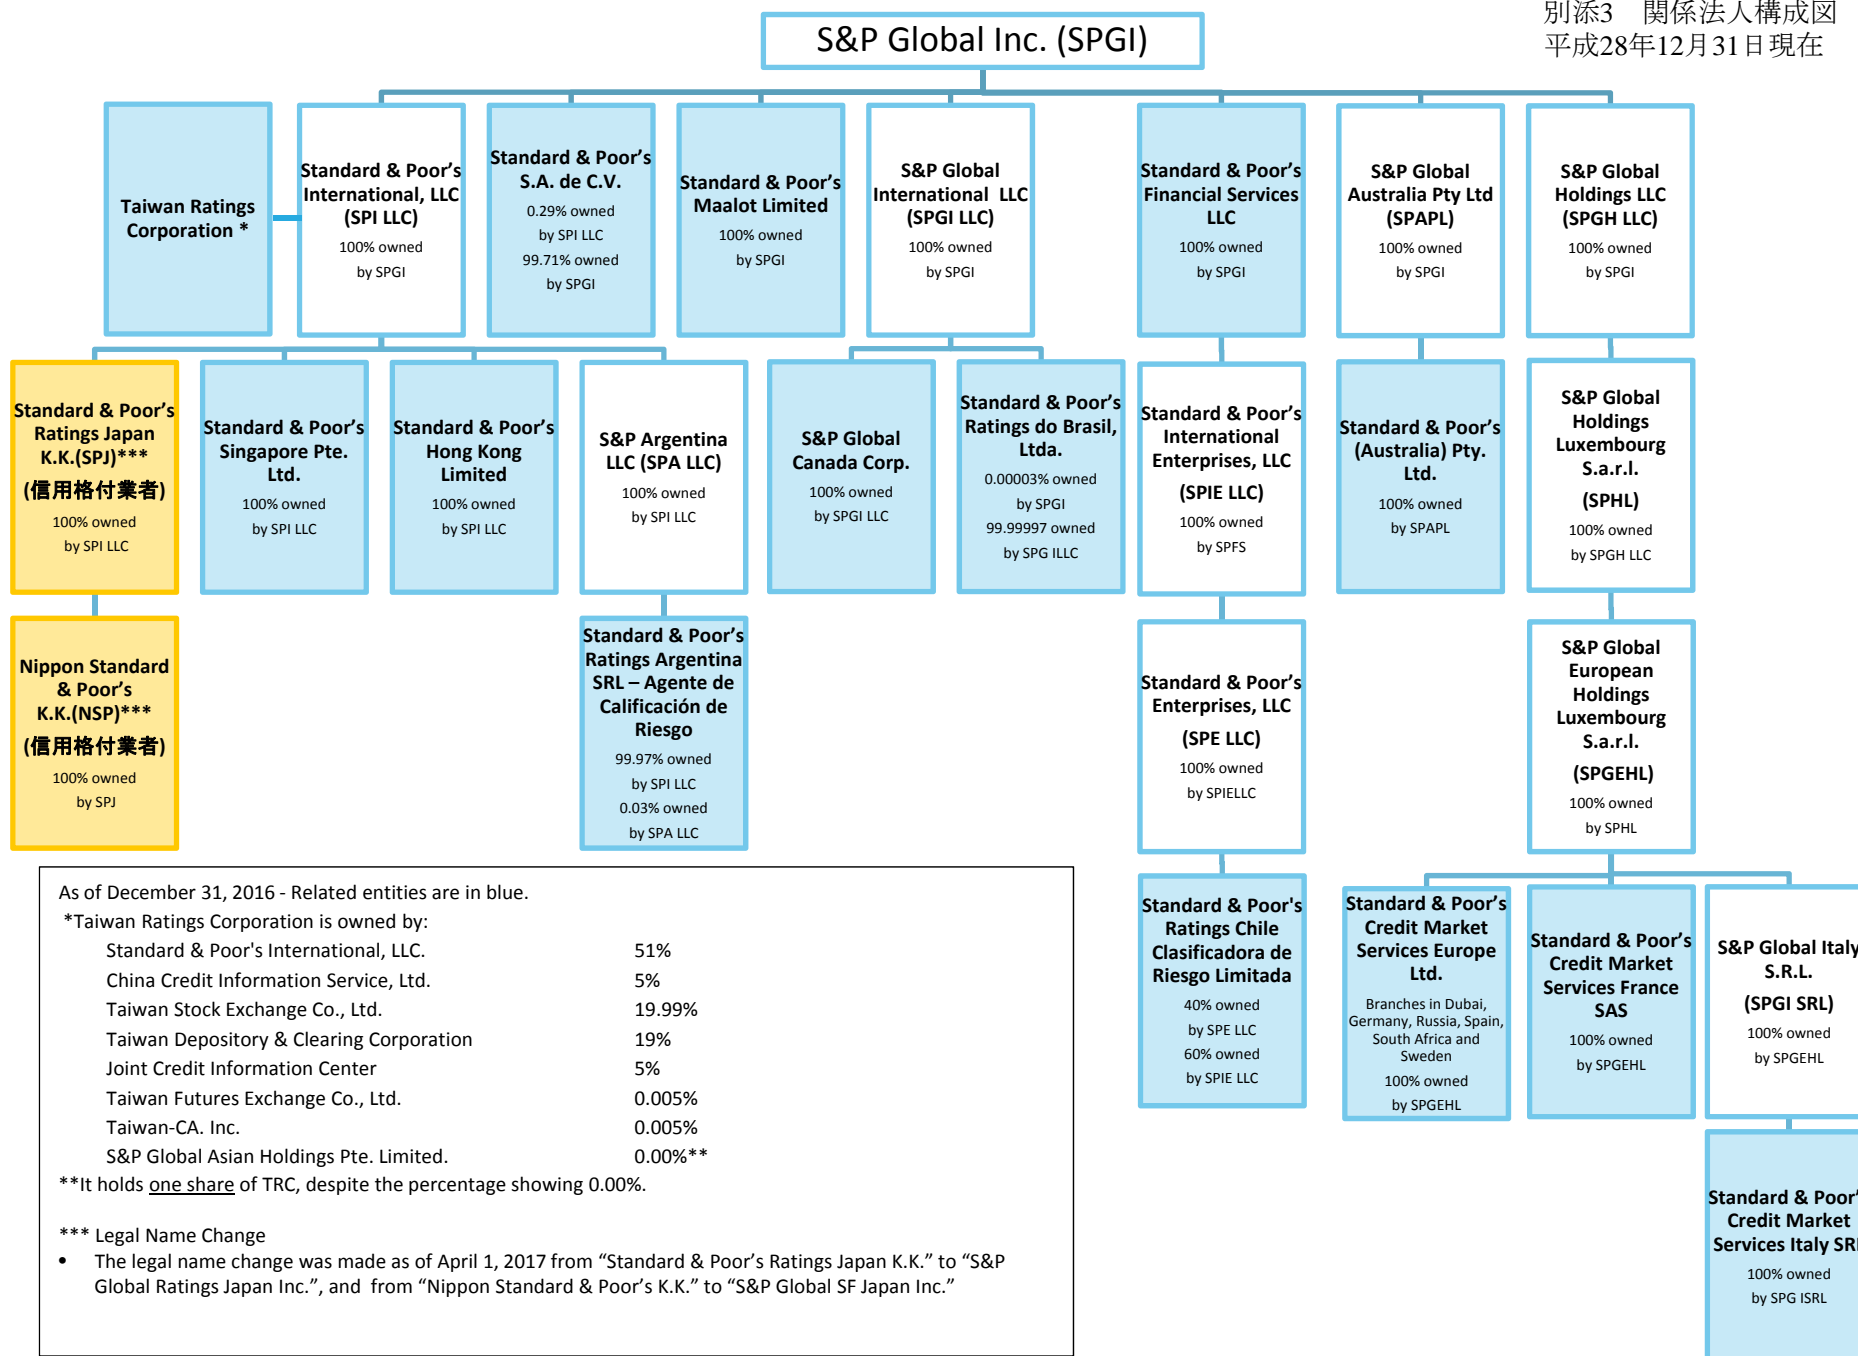 別添3　関係法人構成図
平成28年12月31日現在
S&P Global Inc. (SPGI)
Taiwan Ratings
Corporation *
Standard & Poor’s
International, LLC
(SPI LLC)
100% owned
by SPGI
Standard & Poor’s
S.A. de C.V.
0.29% owned
by SPI LLC
99.71% owned
by SPGI
Standard & Poor’s
Maalot Limited
100% owned
by SPGI
S&P Global
International  LLC
(SPGI LLC)
100% owned
by SPGI
Standard & Poor’s
Financial Services
LLC
100% owned
by SPGI
S&P Global
Australia Pty Ltd
(SPAPL)
100% owned
by SPGI
S&P Global
Holdings LLC
(SPGH LLC)
100% owned
by SPGI
Standard & Poor’s
Ratings Japan
K.K.(SPJ)***
(信用格付業者)
100% owned
by SPI LLC
Standard & Poor’s
Singapore Pte.
Ltd.
100% owned
by SPI LLC
Standard & Poor’s
Hong Kong
Limited
100% owned
by SPI LLC
S&P Argentina
LLC (SPA LLC)
100% owned
by SPI LLC
S&P Global
Canada Corp.
100% owned
by SPGI LLC
Standard & Poor’s
Ratings do Brasil,
Ltda.
0.00003% owned
by SPGI
99.99997 owned
by SPG ILLC
Standard & Poor’s
International
Enterprises, LLC
(SPIE LLC)
100% owned
by SPFS
Standard & Poor’s
(Australia) Pty.
Ltd.
100% owned
by SPAPL
S&P Global
Holdings
Luxembourg
S.a.r.l.
(SPHL)
100% owned
by SPGH LLC
Nippon Standard
& Poor’s
K.K.(NSP)***
(信用格付業者)
100% owned
by SPJ
Standard & Poor’s
Ratings Argentina
SRL – Agente de
Calificación de
Riesgo
99.97% owned
by SPI LLC
0.03% owned
by SPA LLC
Standard & Poor’s
Enterprises, LLC
(SPE LLC)
100% owned
by SPIELLC
S&P Global
European
Holdings
Luxembourg
S.a.r.l.
(SPGEHL)
100% owned
by SPHL
Standard & Poor's
Ratings Chile
Clasificadora de
Riesgo Limitada
40% owned
by SPE LLC
60% owned
by SPIE LLC
Standard & Poor’s
Credit Market
Services Europe
Ltd.
Branches in Dubai,
Germany, Russia, Spain,
South Africa and
Sweden
100% owned
by SPGEHL
Standard & Poor’s
Credit Market
Services France
SAS
100% owned
by SPGEHL
S&P Global Italy
S.R.L.
(SPGI SRL)
100% owned
by SPGEHL
Standard & Poor’
Credit Market
Services Italy SR
100% owned
by SPG ISRL
As of December 31, 2016 - Related entities are in blue.
*Taiwan Ratings Corporation is owned by:
Standard & Poor's International, LLC. 51%
China Credit Information Service, Ltd. 5%
Taiwan Stock Exchange Co., Ltd. 19.99%
Taiwan Depository & Clearing Corporation 19%
Joint Credit Information Center 5%
Taiwan Futures Exchange Co., Ltd. 0.005%
Taiwan-CA. Inc. 0.005%
S&P Global Asian Holdings Pte. Limited. 0.00%**
**It holds one share of TRC, despite the percentage showing 0.00%.
*** Legal Name Change
• The legal name change was made as of April 1, 2017 from “Standard & Poor’s Ratings Japan K.K.” to “S&P
Global Ratings Japan Inc.”, and  from “Nippon Standard & Poor’s K.K.” to “S&P Global SF Japan Inc.”